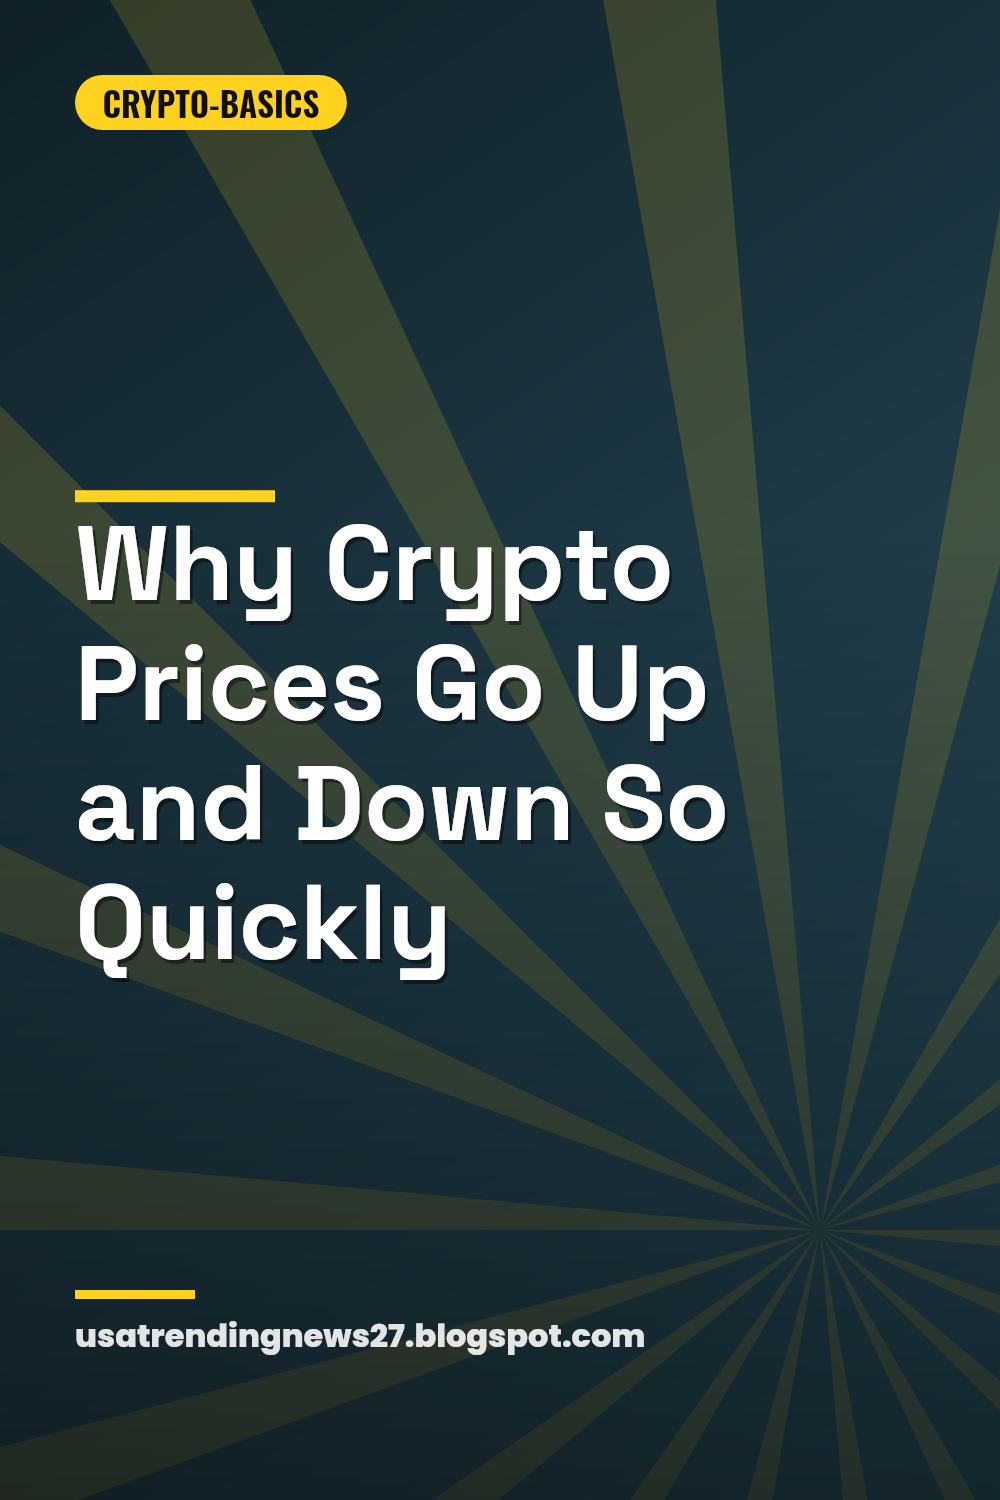 CRYPTO-BASICS
Why Crypto
Prices Go Up
and Down So
Quickly
usatrendingnews27.blogspot.com